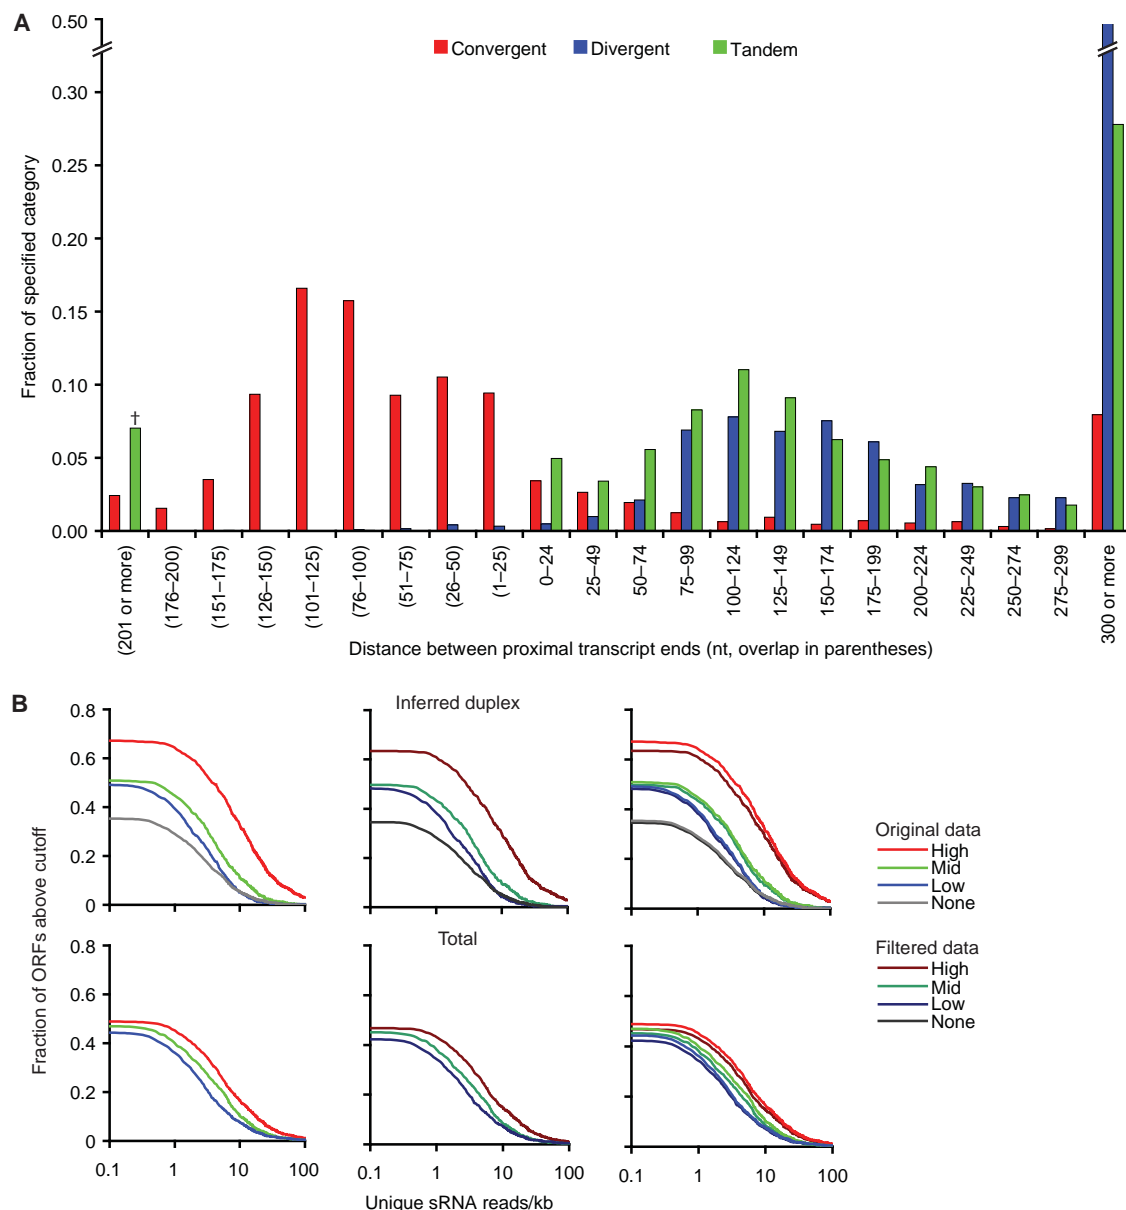 A
0.50
0.30
0.25
0.20
0.15
0.10
0.05
0.00
Fraction of specified category
Convergent
Divergent
Tandem
†
(201 or more)
(176–200)
(151–175)
(126–150)
(101–125)
(76–100)
(51–75)
(26–50)
(1–25)
0–24
25–49
50–74
75–99
100–124
125–149
150–174
175–199
200–224
225–249
250–274
275–299
300 or more
Distance between proximal transcript ends (nt, overlap in parentheses)
B
Inferred duplex
0.8
0.6
0.4
0.2
0
Fraction of ORFs above cutoff
Total
0.8
0.6
0.4
0.2
0
0.1 1 10 100
0.1 1 10 100
0.1 1 10 100
Unique sRNA reads/kb
Original data
High
Mid
Low
None
Filtered data
High
Mid
Low
None